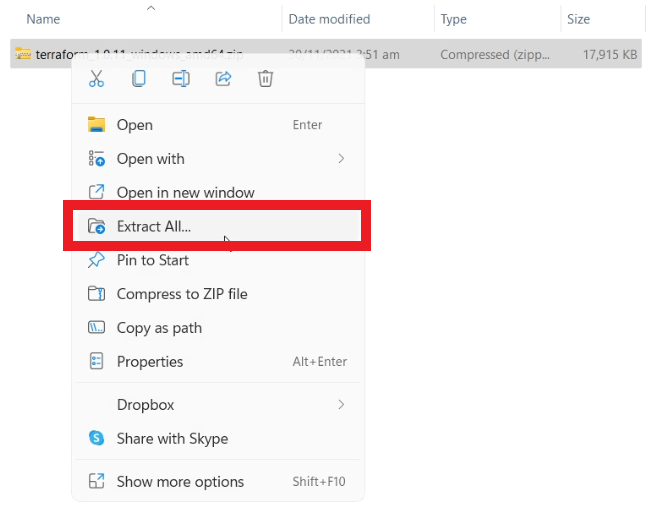 Name Date modified Type Size
terraform_1.0.11_windows_amd64.zip 30/11/2021 3:51 am Compressed (zipp... 17,915 KB
Open Enter
Open with
Open in new window
Extract All...
Pin to Start
Compress to ZIP file
Copy as path
Properties Alt+Enter
Dropbox
Share with Skype
Show more options Shift+F10